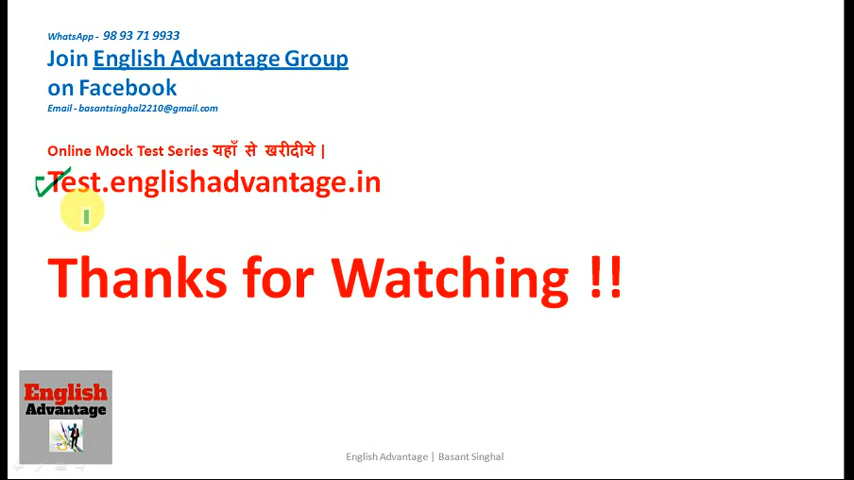 WhatsApp - 98 93 71 9933
Join English Advantage Group
on Facebook
Email - basantsinghal2210@gmail.com
Online Mock Test Series यहाँ से खरीदीये |
Test.englishadvantage.in
Thanks for Watching !!
English
Advantage
English Advantage | Basant Singhal